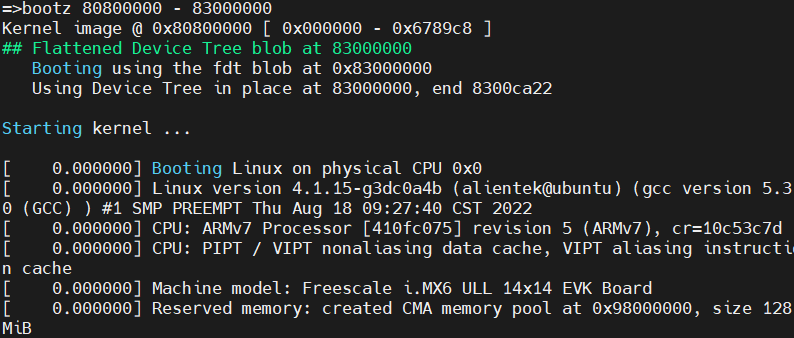 =>bootz 80800000 - 83000000
Kernel image @ 0x80800000 [ 0x000000 - 0x6789c8 ]
## Flattened Device Tree blob at 83000000
   Booting using the fdt blob at 0x83000000
   Using Device Tree in place at 83000000, end 8300ca22

Starting kernel ...

[    0.000000] Booting Linux on physical CPU 0x0
[    0.000000] Linux version 4.1.15-g3dc0a4b (alientek@ubuntu) (gcc version 5.3
0 (GCC) ) #1 SMP PREEMPT Thu Aug 18 09:27:40 CST 2022
[    0.000000] CPU: ARMv7 Processor [410fc075] revision 5 (ARMv7), cr=10c53c7d
[    0.000000] CPU: PIPT / VIPT nonaliasing data cache, VIPT aliasing instructio
n cache
[    0.000000] Machine model: Freescale i.MX6 ULL 14x14 EVK Board
[    0.000000] Reserved memory: created CMA memory pool at 0x98000000, size 128
MiB